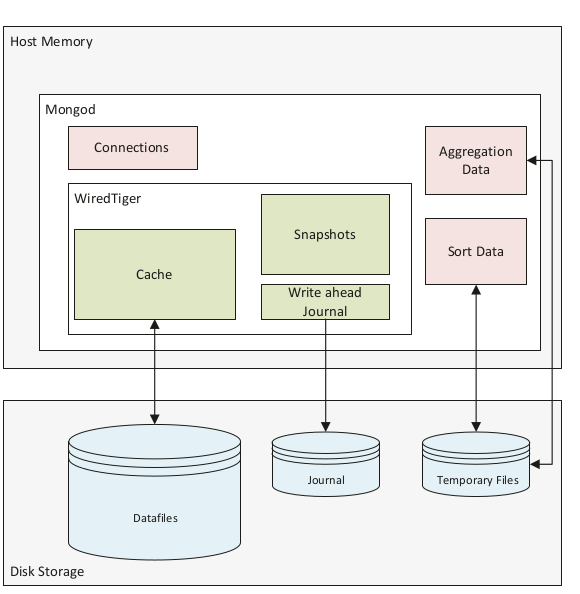 Host Memory
Mongod
Connections
Aggregation
Data
WiredTiger
Snapshots
Sort Data
Cache
Write ahead
Journal
Journal
Temporary Files
Datafiles
Disk Storage